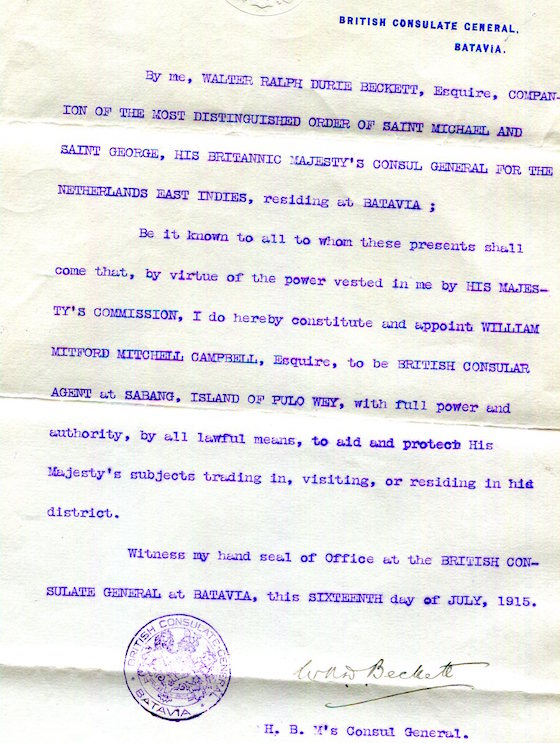 BRITISH CONSULATE GENERAL.
BATAVIA.
By me, WALTER RALPH DURIE BECKETT, Esquire, COMPAN-
ION OF THE MOST DISTINGUISHED ORDER OF SAINT MICHAEL AND
SAINT GEORGE, HIS BRITANNIC MAJESTY'S CONSUL GENERAL FOR THE
NETHERLANDS EAST INDIES, residing at BATAVIA ;
Be it known to all to whom these presents shall
come that, by virtue of the power vested in me by HIS MAJES-
TY'S COMMISSION, I do hereby constitute and appoint WILLIAM
MITFORD MITCHELL CAMPBELL, Esquire, to be BRITISH CONSULAR
AGENT at SABANG, ISLAND OF PULO WEY, with full power and
authority, by all lawful means, to aid and protect His
Majesty's subjects trading in, visiting, or residing in his
district.
Witness my hand seal of Office at the BRITISH CON-
SULATE GENERAL at BATAVIA, this SIXTEENTH day of JULY, 1915.
BRITISH CONSULATE-GENERAL
BATAVIA
WRD Beckett
H. B. M's Consul General.